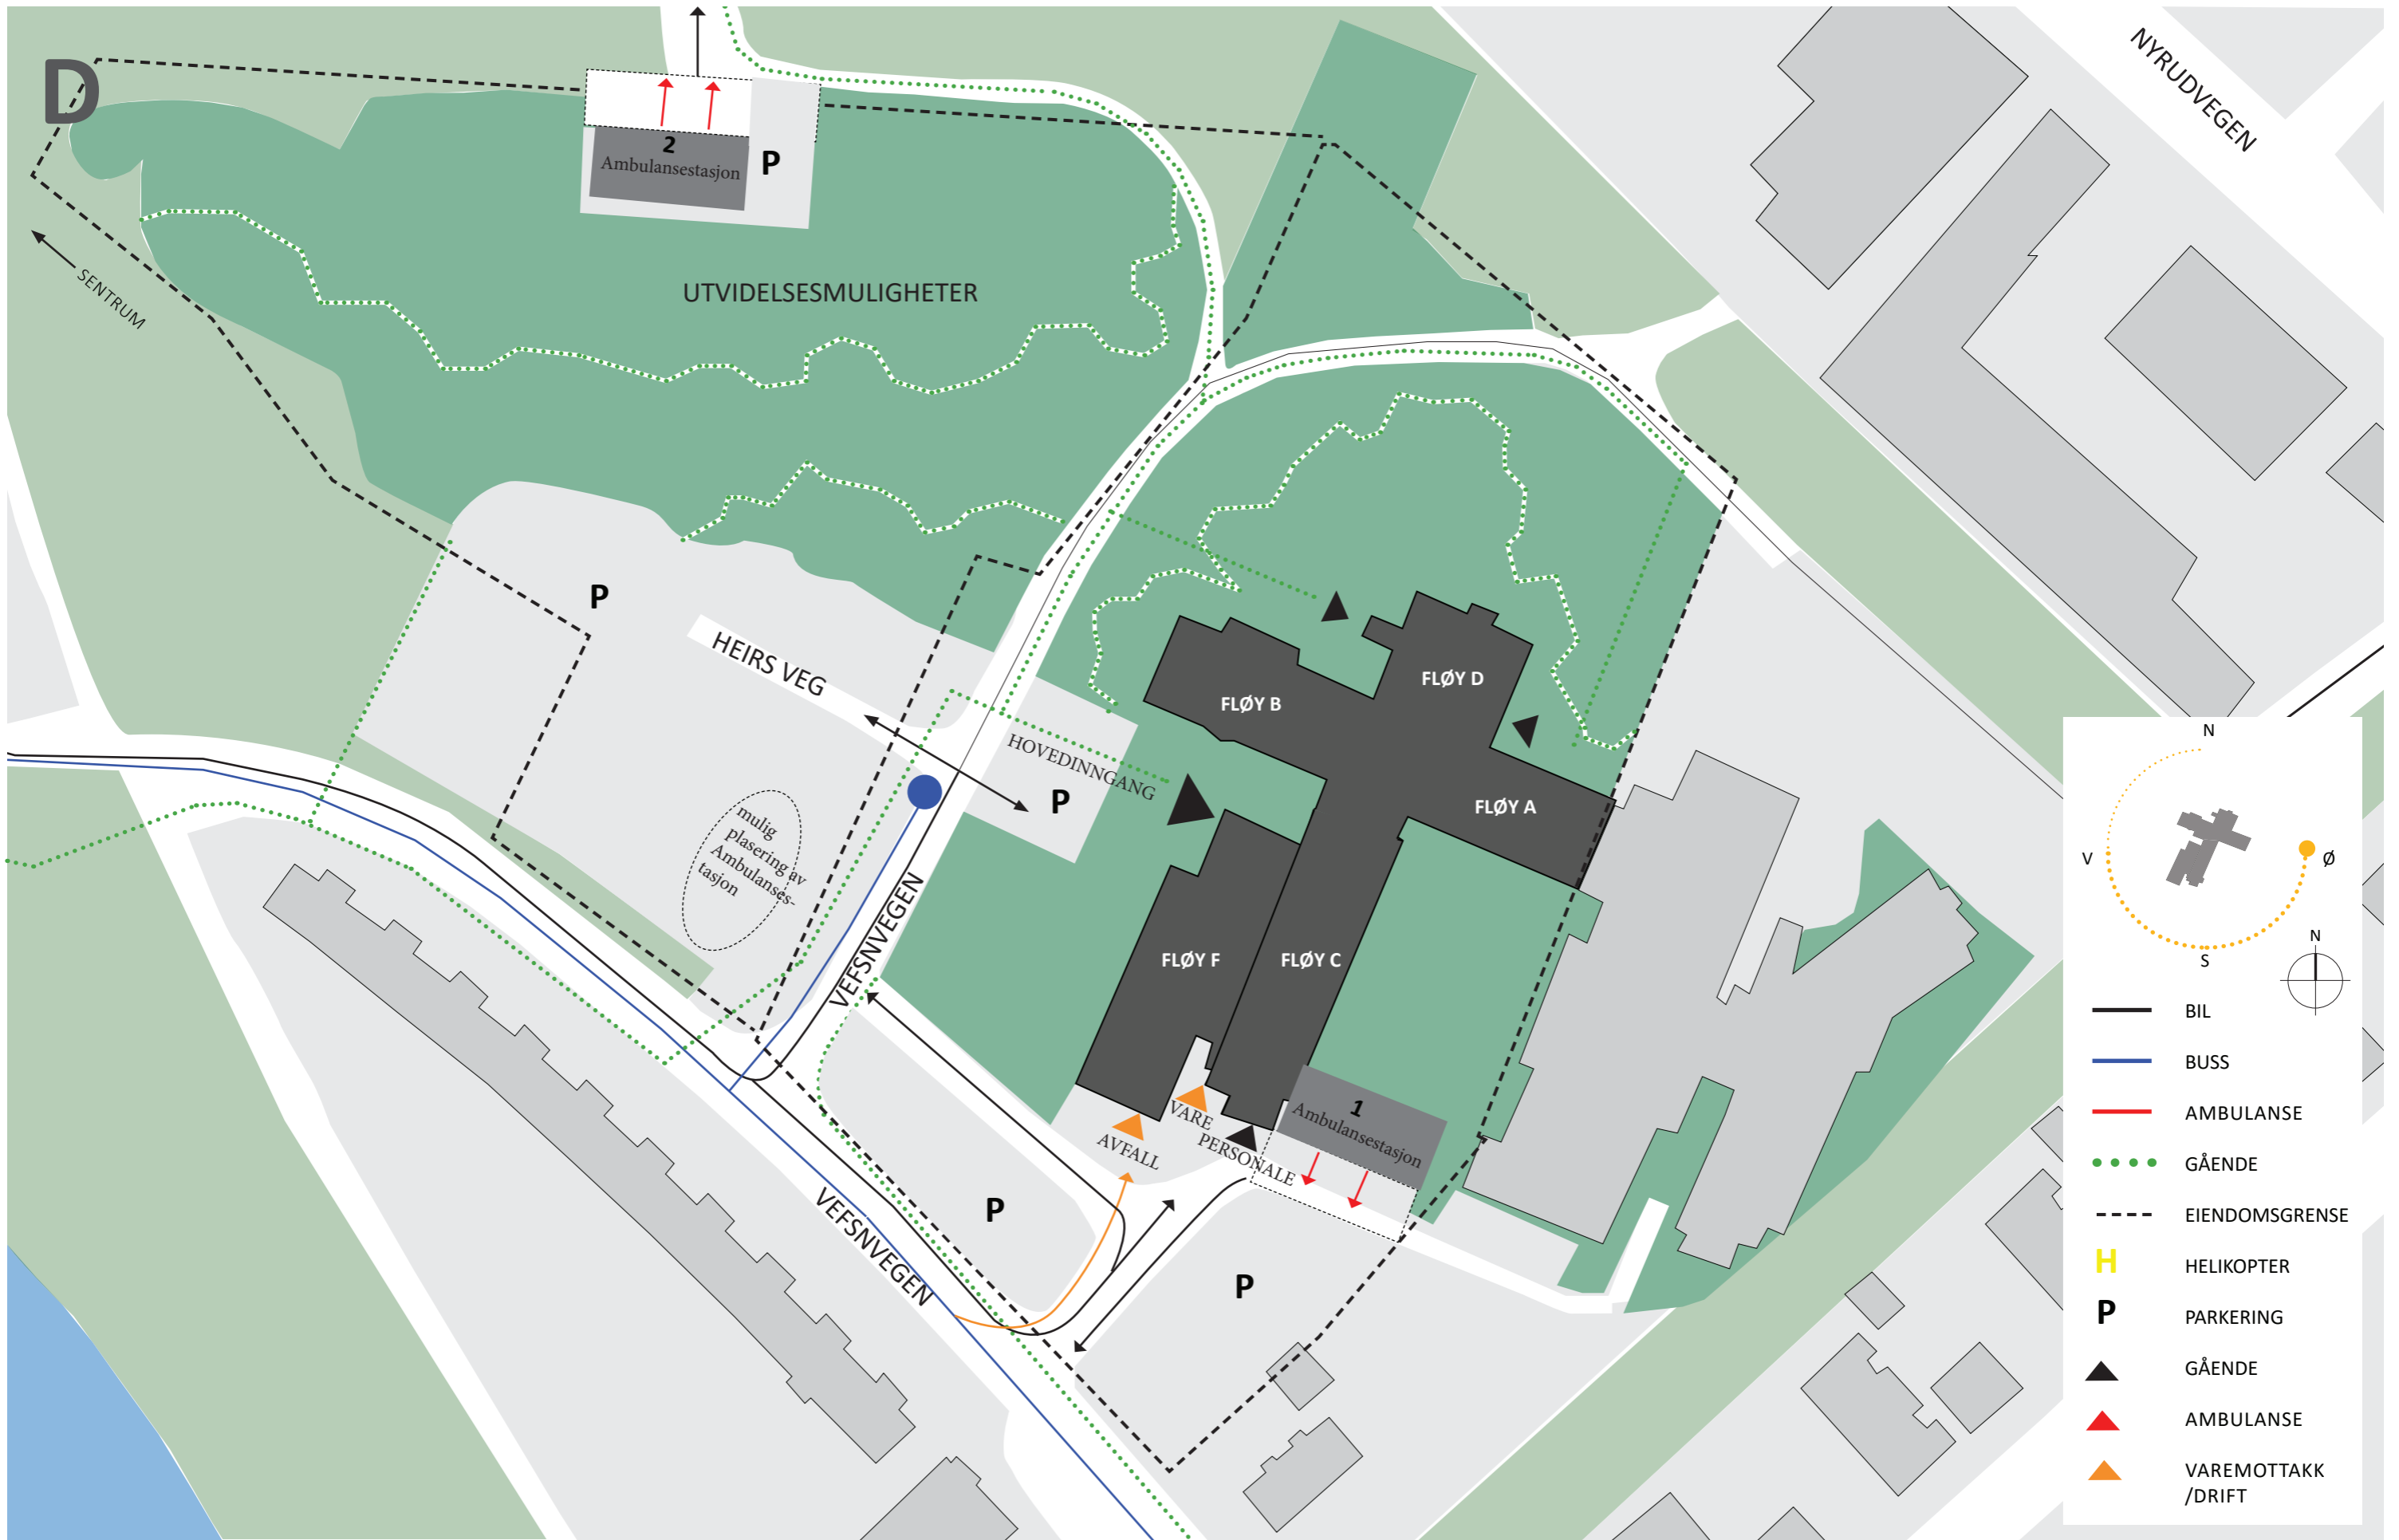 D
NYRUDVEGEN
2
Ambulansestasjon
P
SENTRUM
UTVIDELSESMULIGHETER
P
HEIRS VEG
HOVEDINNGANG
P
FLØY B
FLØY D
FLØY A
FLØY F
FLØY C
mulig
plasering av
Ambulanses-
tasjon
VEFSNVEGEN
VARE
AVFALL
PERSONALE
1
Ambulansestasjon
P
P
VEFSNVEGEN
N
V
Ø
S
N
BIL
BUSS
AMBULANSE
GÅENDE
EIENDOMSGRENSE
H HELIKOPTER
P PARKERING
GÅENDE
AMBULANSE
VAREMOTTAKK
/DRIFT